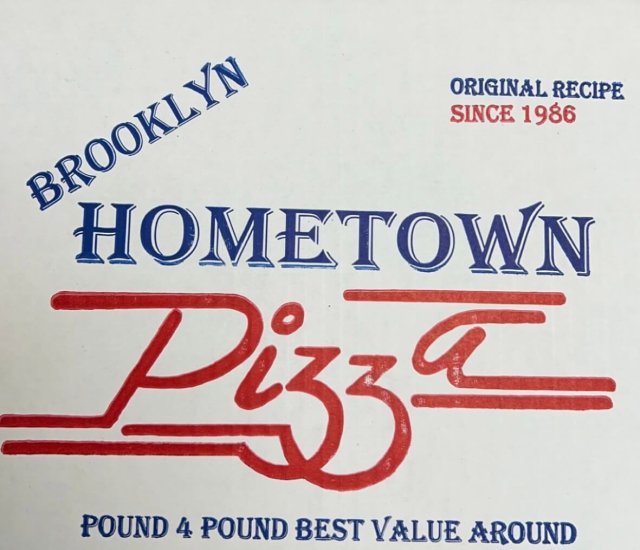 BROOKLYN
ORIGINAL RECIPE
SINCE 1986
HOMETOWN
Pizza
POUND 4 POUND BEST VALUE AROUND